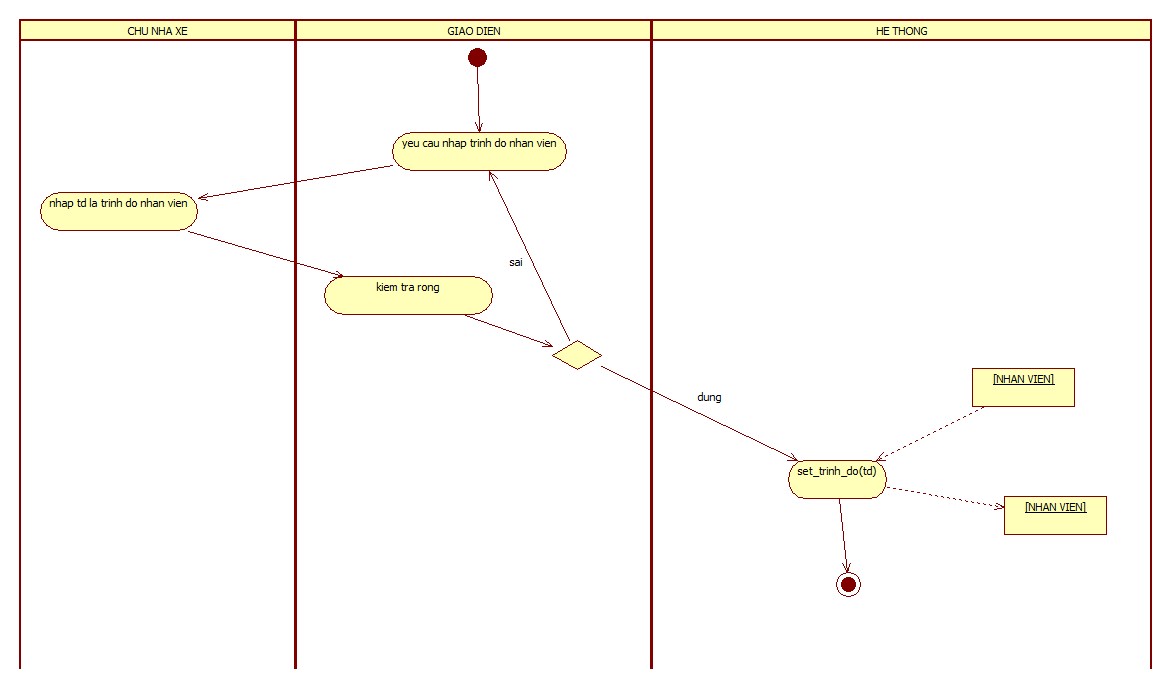 CHU NHA XE
GIAO DIEN
HE THONG
yeu cau nhap trinh do nhan vien
nhap td la trinh do nhan vien
sai
kiem tra rong
dung
[NHAN VIEN]
set_trinh_do(td)
[NHAN VIEN]